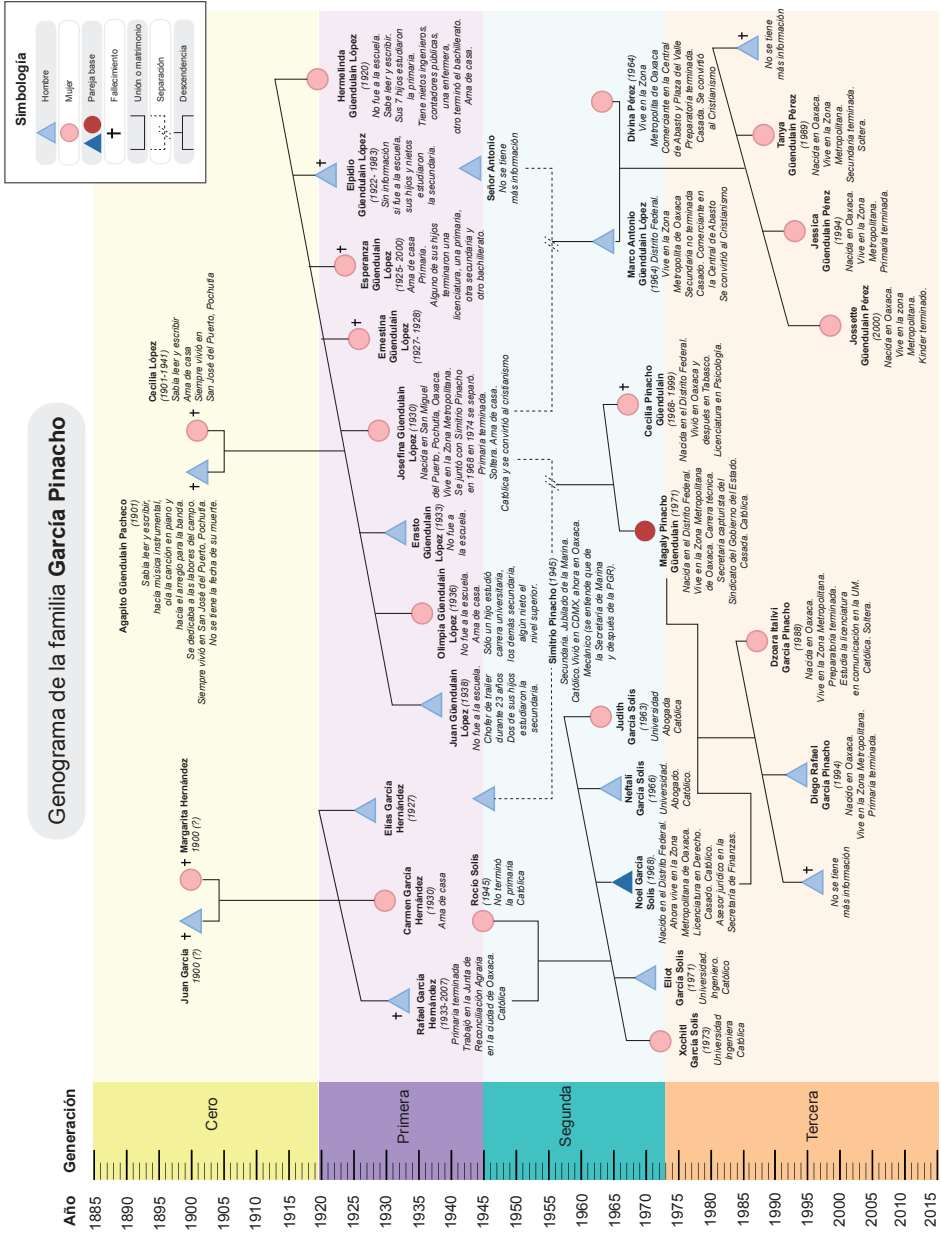 Genograma de la familia García Pinacho
Simbología
Hombre
Mujer
Pareja base
Fallecimiento
Unión o matrimonio
Separación
Descendencia
Año
Generación
1885
1890
1895
1900
1905
1910
1915
1920
1925
1930
1935
1940
1945
1950
1955
1960
1965
1970
1975
1980
1985
1990
1995
2000
2005
2010
2015
Cero
Primera
Segunda
Tercera
Juan García
1900 (?)
Margarita Hernández
1900 (?)
Agapito Güendulain Pacheco
(1901)
Sabía leer y escribir,
hacía música instrumental,
oía la canción en piano y
hacía el arreglo para la banda.
Se dedicaba a las labores del campo.
Siempre vivió en San José del Puerto, Pochutla
No se tiene la fecha de su muerte.
Cecilia López
(1901-1941)
Sabía leer y escribir
Ama de casa
Siempre vivió en
San José del Puerto, Pochutla
Rafael García
Hernández
(1933-2007)
Primaria terminada
Trabajó en la Junta de
Reconciliación Agraria
en la ciudad de Oaxaca.
Católica
Carmen García
Hernández
(1930)
Ama de casa
Elías García
Hernández
(1927)
Rocío Solís
(1945)
No terminó
la primaria
Católica
Juan Güendulain
López (1938)
No fue a la escuela.
Chofer de trailer
durante 23 años
Dos de sus hijos
estudiaron la
secundaria.
Olimpia Güendulain
López (1936)
No fue a la escuela.
Ama de casa.
Sólo un hijo estudió
carrera universitaria,
los demás secundaria,
algún nieto el
nivel superior.
Erasto
Güendulain
López (1933)
No fue a
la escuela.
Josefina Güendulain
López (1930)
Nacida en San Miguel
del Puerto, Pochutla, Oaxaca.
Vive en la Zona Metropolitana.
Se juntó con Simitrio Pinacho
en 1968 en 1974 se separó.
Primaria terminada
Soltera. Ama de casa.
Católica y se convirtió al cristianismo
Ernestina
Güendulain
López
(1927- 1928)
Esperanza
Güendulain
López
(1925- 2000)
Ama de casa
Primaria.
Alguno de sus hijos
terminaron una
licenciatura, una primaria,
otra secundaria y
otro bachillerato.
Elpidio
Güendulain López
(1922 - 1983)
Sin información
si fue a la escuela,
sus hijos y nietos
estudiaron
la secundaria.
Hermelinda
Güendulain López
(1920)
No fue a la escuela.
Sabe leer y escribir.
Sus 7 hijos estudiaron
la primaria.
Tiene nietos ingenieros,
contadores públicas,
una enfermera,
otro terminó el bachillerato.
Ama de casa.
Simitrio Pinacho (1945)
Secundaria. Jubilado de la Marina.
Católico. Vivió en CDMX, ahora en Oaxaca.
Mecánico (se entiende que de
la Secretaría de Marina
y después de la PGR).
Señor Antonio
No se tiene
más información
Xochitl
García Solís
(1973)
Universidad
Ingeniera
Católica
Eliot
García Solís
(1971)
Universidad.
Ingeniero.
Católico
Noel García
Solís (1968).
Nacido en el Distrito Federal.
Ahora vive en la Zona
Metropolitana de Oaxaca.
Licenciatura en Derecho.
Casado. Católico.
Asesor jurídico en la
Secretaría de Finanzas.
Neftalí
García Solís
(1966)
Universidad.
Abogado.
Católico.
Judith
García Solís
(1963)
Universidad
Abogada
Católica
Magaly Pinacho
Güendulain (1971)
Nacida en el Distrito Federal.
Vive en la Zona Metropolitana
de Oaxaca. Carrera técnica.
Secretaria capturista del
Sindicato del Gobierno del Estado.
Casada. Católica.
Cecilia Pinacho
Güendulain
(1968- 1999)
Nacida en el Distrito Federal.
Vivió en Oaxaca y
después en Tabasco.
Licenciatura en Psicología.
Marco Antonio
Güendulain López
(1964) Distrito Federal.
Vive en la Zona
Metropolita de Oaxaca
Secundaria no terminada
Casado. Comerciante en
la Central de Abasto
Se convirtió al Cristianismo
Divina Pérez (1964)
Vive en la Zona
Metropolita de Oaxaca
Comerciante en la Central
de Abasto y Plaza del Valle
Preparatoria terminada.
Casada. Se convirtió
al Cristianismo
No se tiene
más información
Diego Rafael
García Pinacho
(1994)
Nacido en Oaxaca.
Vive en la Zona Metropolitana.
Primaria terminada.
Dzoara Italivi
García Pinacho
(1988)
Nacida en Oaxaca.
Vive en la Zona Metropolitana.
Preparatoria terminada.
Estudia la licenciatura
en comunicación en la UM.
Católica. Soltera.
Jossette
Güendulain Pérez
(2000)
Nacida en Oaxaca.
Vive en la zona
Metropolitana.
Kinder terminado.
Jessica
Güendulain Pérez
(1994)
Nacida en Oaxaca.
Vive en la Zona
Metropolitana.
Primaria terminada.
Tanya
Güendulain Pérez
(1989)
Nacida en Oaxaca.
Vive en la Zona
Metropolitana.
Secundaria terminada.
Soltera.
No se tiene
más información